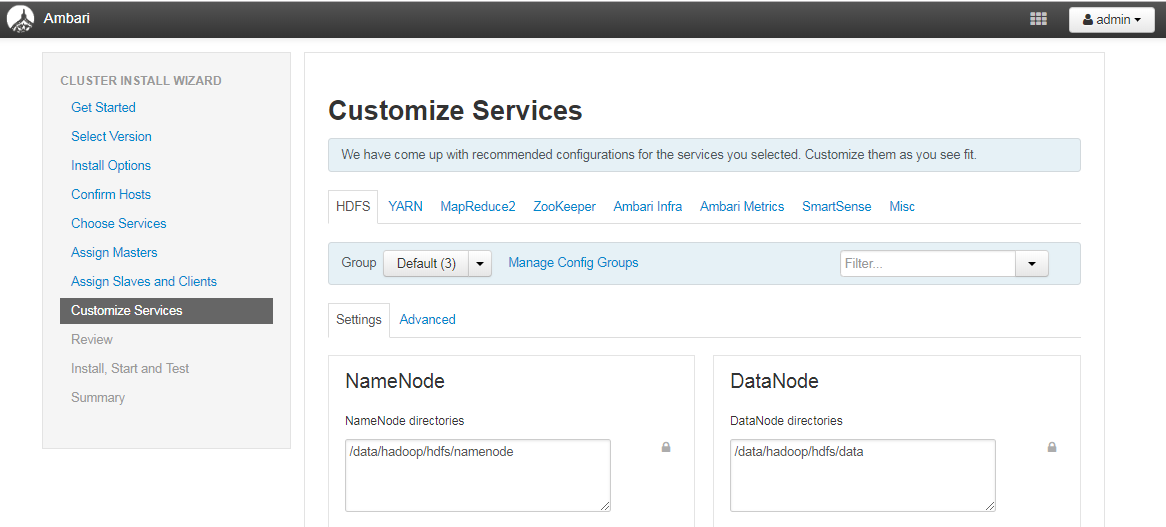 Ambari
admin
CLUSTER INSTALL WIZARD
Get Started
Select Version
Install Options
Confirm Hosts
Choose Services
Assign Masters
Assign Slaves and Clients
Customize Services
Review
Install, Start and Test
Summary
Customize Services
We have come up with recommended configurations for the services you selected. Customize them as you see fit.
HDFS YARN MapReduce2 ZooKeeper Ambari Infra Ambari Metrics SmartSense Misc
Group Default (3) Manage Config Groups Filter...
Settings Advanced
NameNode
NameNode directories
/data/hadoop/hdfs/namenode
DataNode
DataNode directories
/data/hadoop/hdfs/data